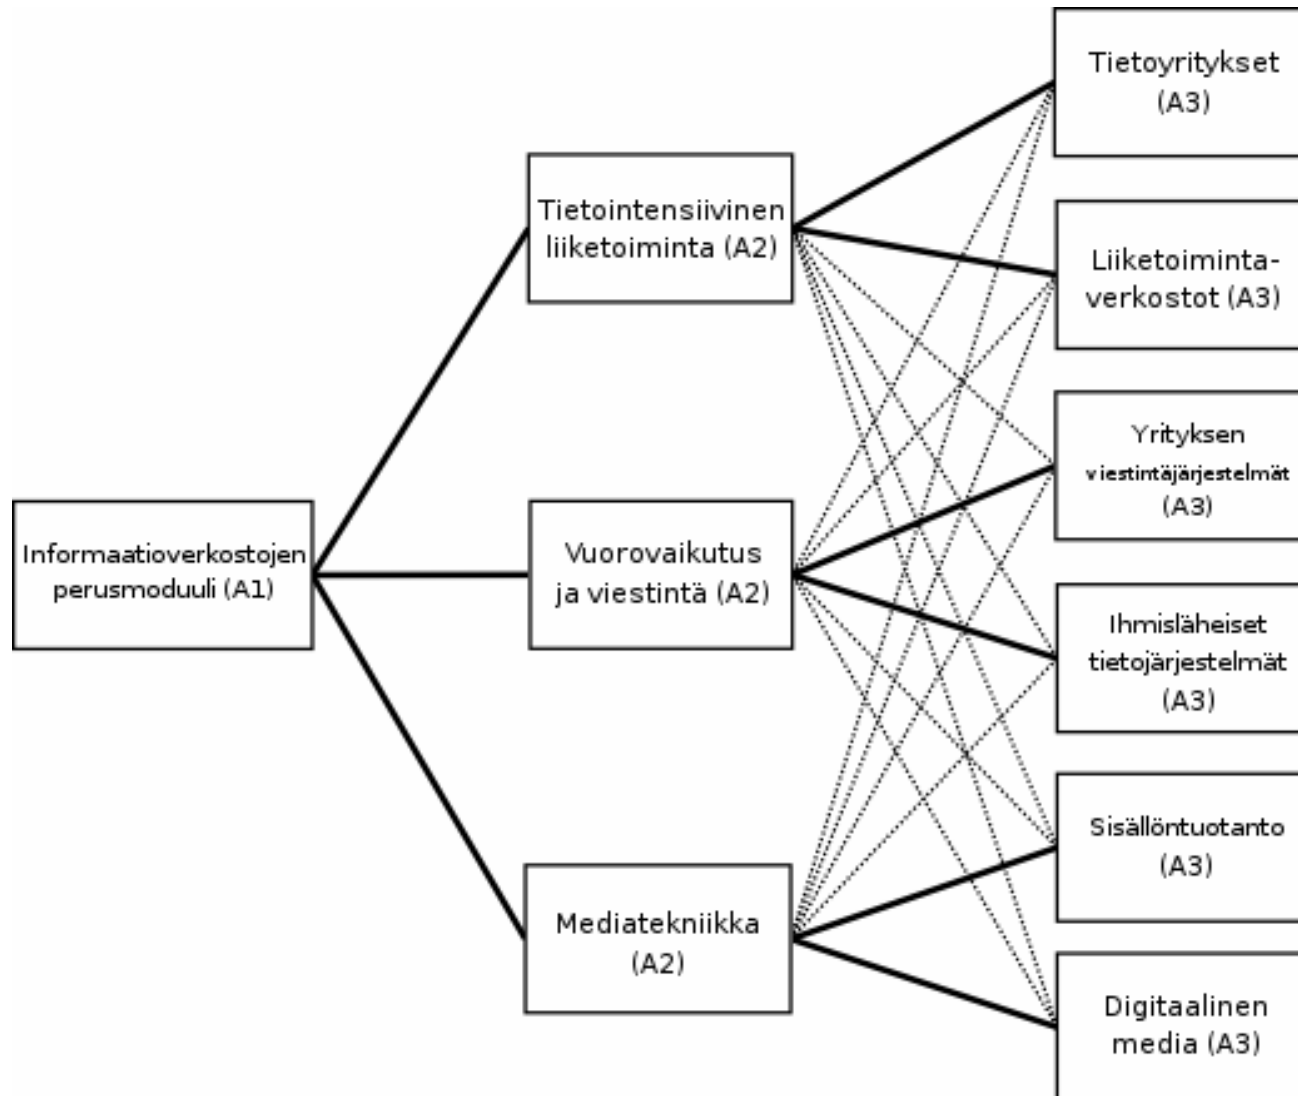 Informaatioverkostojen
perusmoduuli (A1)
Tietointensiivinen
liiketoiminta (A2)
Vuorovaikutus
ja viestintä (A2)
Mediatekniikka
(A2)
Tietoyritykset
(A3)
Liiketoiminta-
verkostot (A3)
Yrityksen
viestintäjärjestelmät
(A3)
Ihmisläheiset
tietojärjestelmät
(A3)
Sisällöntuotanto
(A3)
Digitaalinen
media (A3)